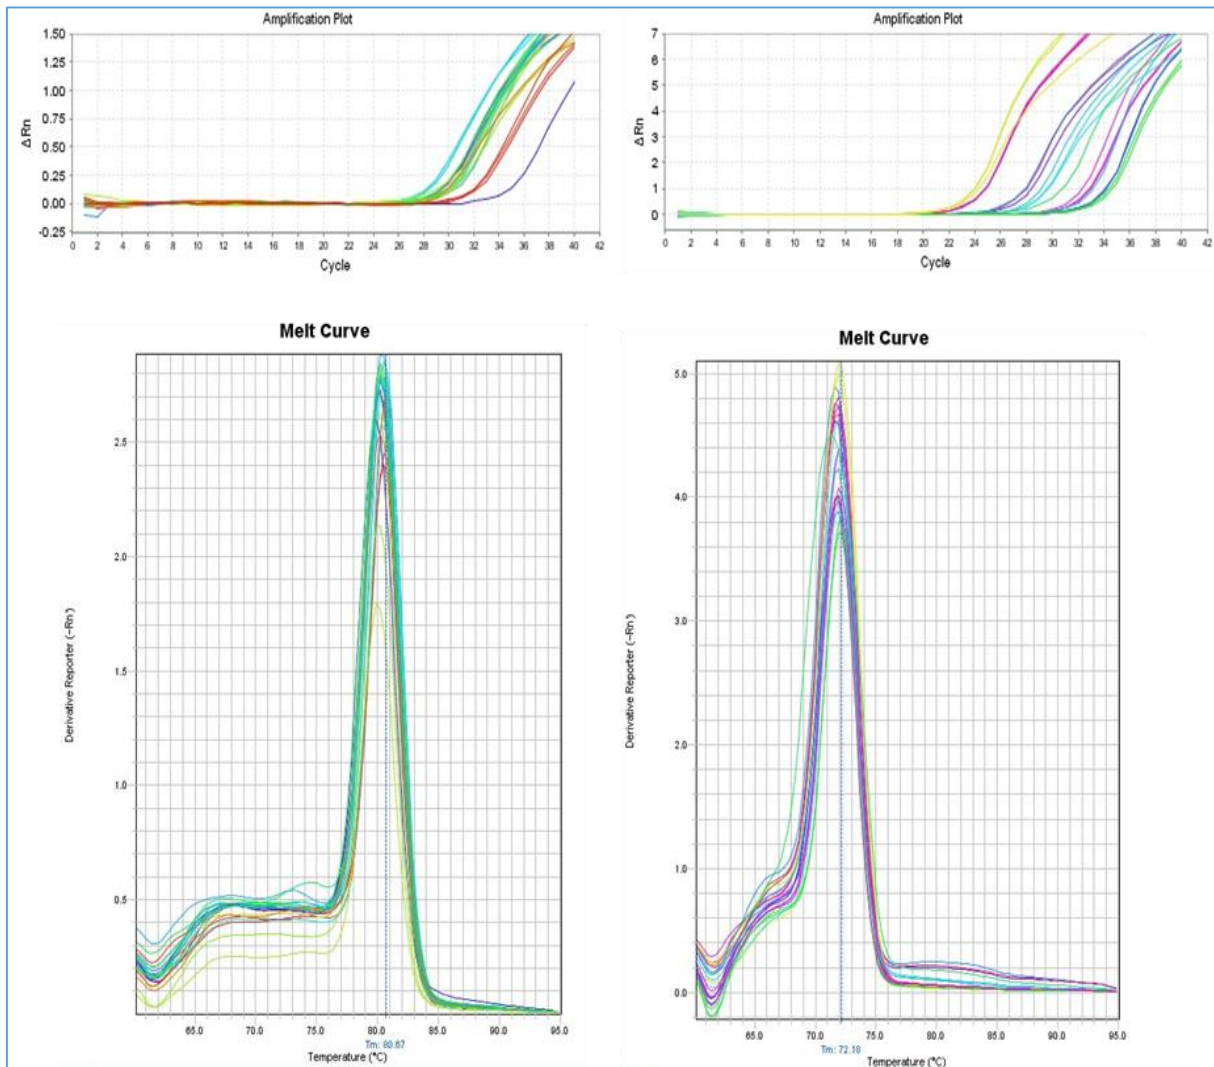 Amplification Plot
1.50
1.25
1.00
0.75
0.50
0.25
0.00
-0.25
Δ Rn
0 2 4 6 8 10 12 14 16 18 20 22 24 26 28 30 32 34 36 38 40 42
Cycle
Amplification Plot
7
6
5
4
3
2
1
0
Δ Rn
0 2 4 6 8 10 12 14 16 18 20 22 24 26 28 30 32 34 36 38 40 42
Cycle
Melt Curve
2.5
2.0
1.5
1.0
0.5
Derivative Reporter (-Rn')
65.0 70.0 75.0 80.0 85.0 90.0 95.0
Tm: 80.67
Temperature (°C)
Melt Curve
5.0
4.0
3.0
2.0
1.0
0.0
Derivative Reporter (-Rn')
65.0 70.0 75.0 80.0 85.0 90.0 95.0
Tm: 72.18
Temperature (°C)